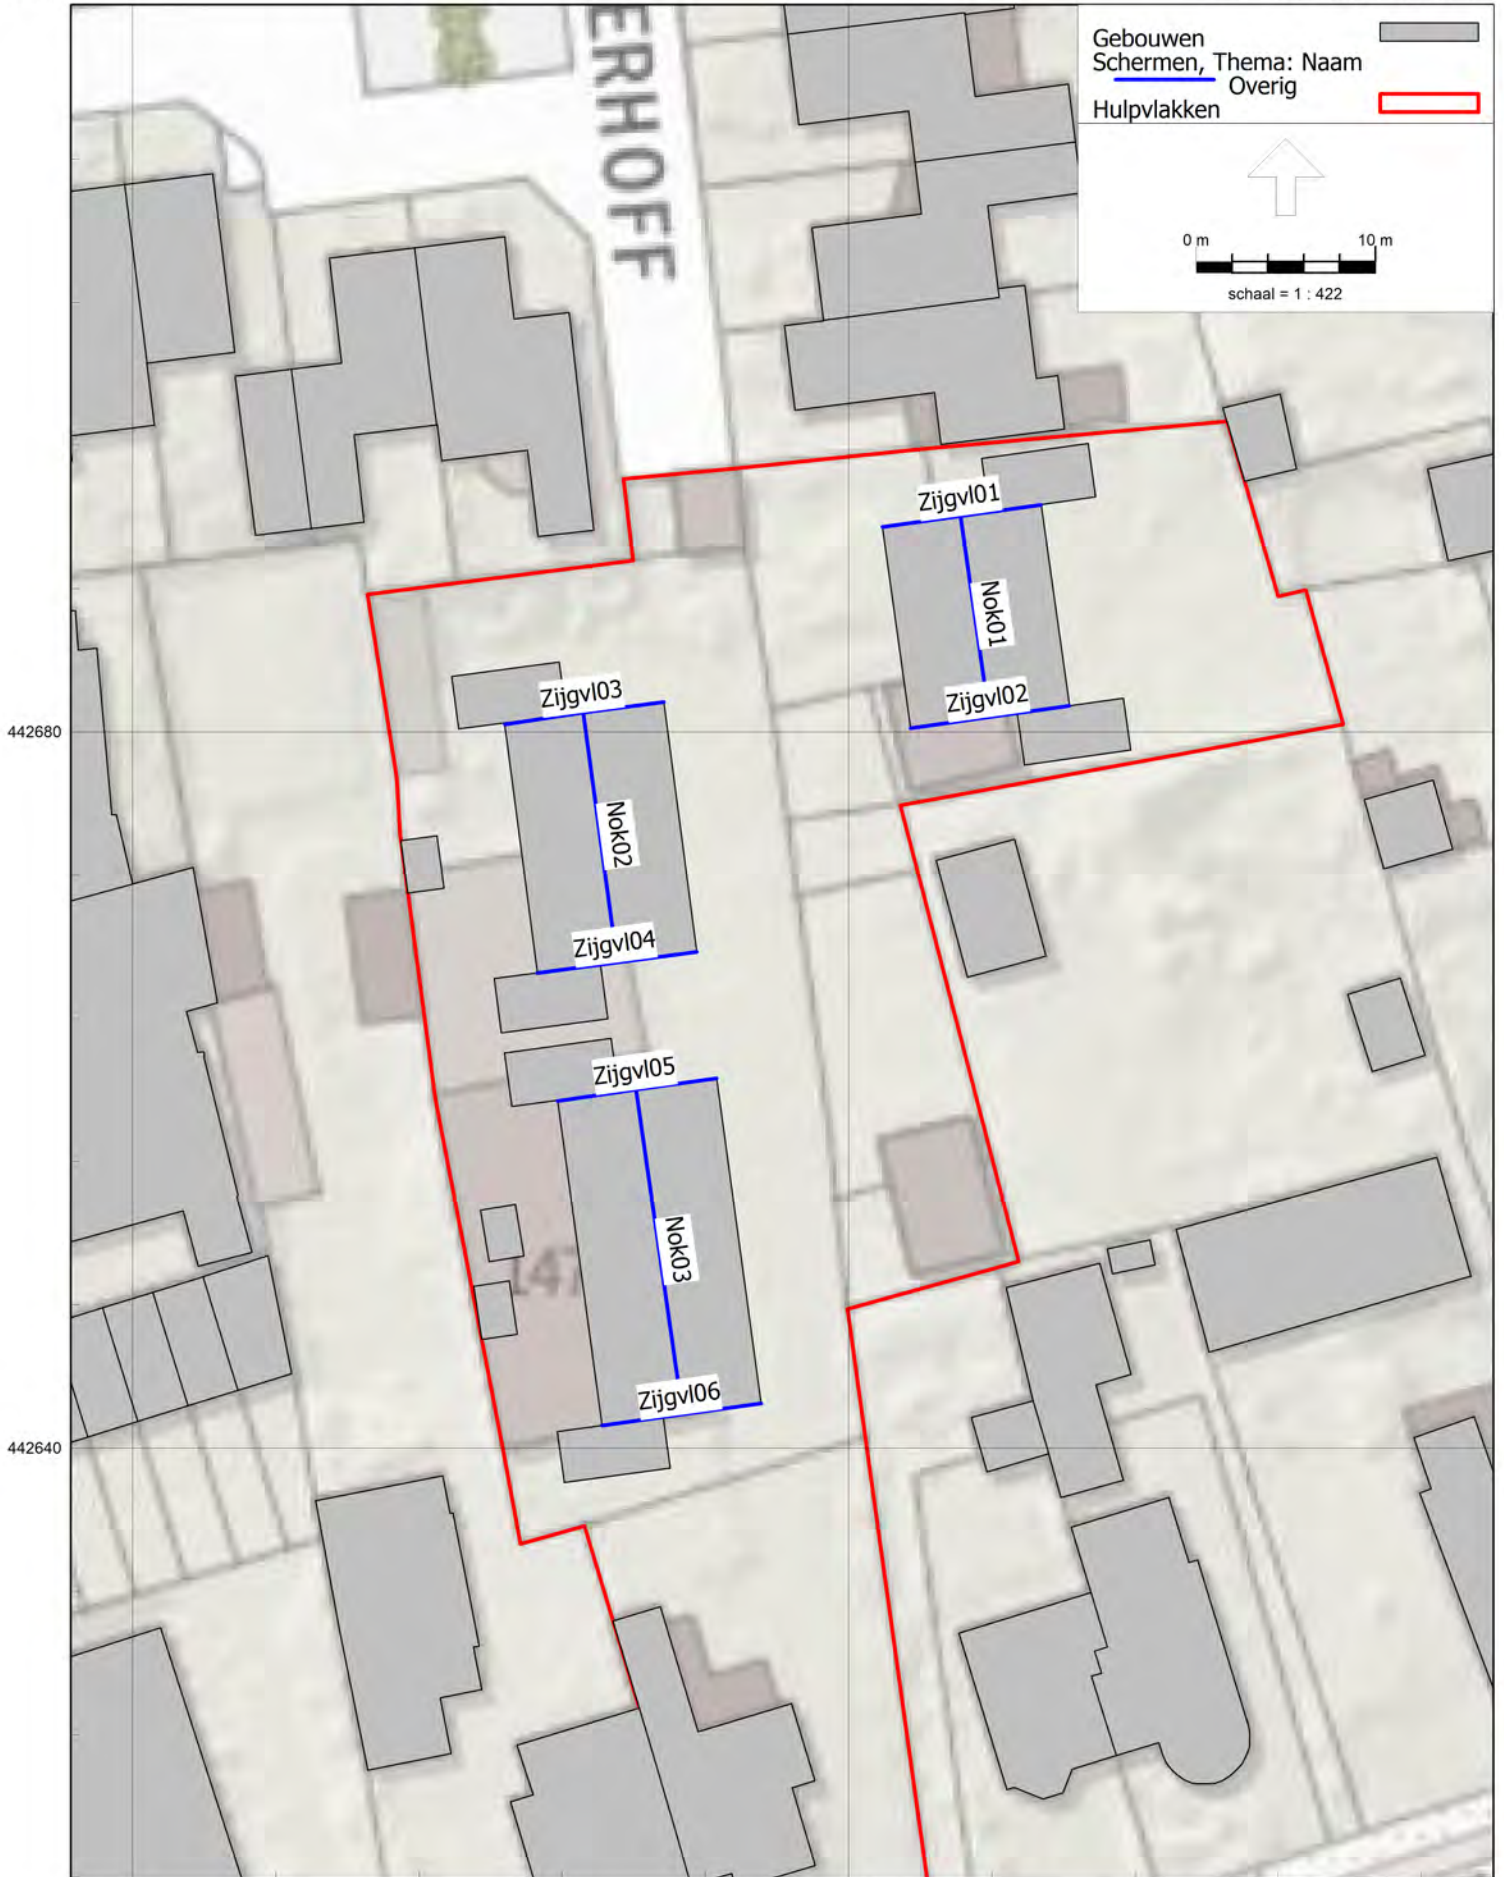 ERHOFF
Gebouwen
Schermen, Thema: Naam
Overig
Hulpvlakken
0 m 10 m
schaal = 1 : 422
Zijgvl01
Nok01
Zijgvl02
Zijgvl03
442680
Nok02
Zijgvl04
Zijgvl05
Nok03
147
Zijgvl06
442640